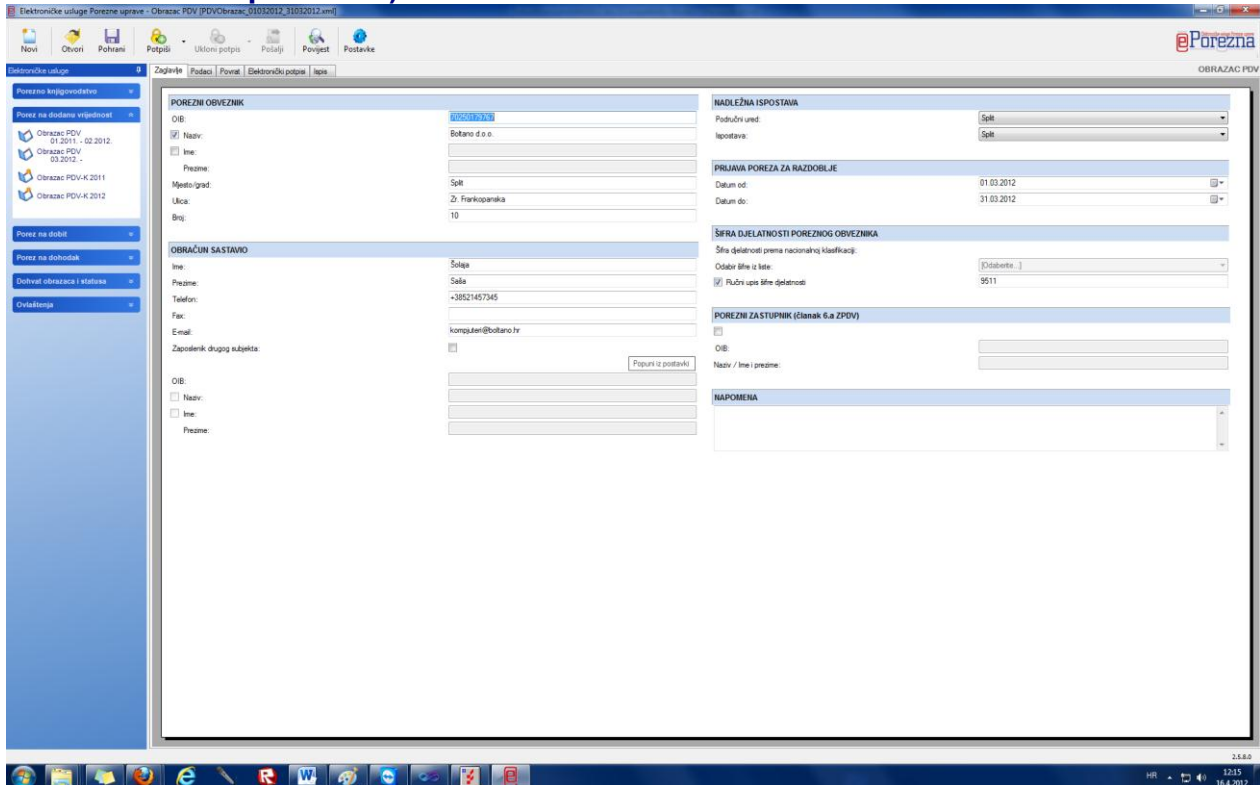 Elektroničke usluge Porezne uprave - Obrazac PDV [PDVObrazac_01032012_31032012.xml]
Novi
Otvori
Pohrani
Potpiši
Ukloni potpis
Pošalji
Povijest
Postavke
ePorezna
Elektroničke usluge
Zaglavlje
Podaci
Povrat
Elektronički potpisi
Ispis
OBRAZAC PDV
Porezno knjigovodstvo
Porez na dodanu vrijednost
Obrazac PDV
01.2011. - 02.2012.
Obrazac PDV
03.2012. -
Obrazac PDV-K 2011
Obrazac PDV-K 2012
Porez na dobit
Porez na dohodak
Dohvat obrazaca i statusa
Ovlaštenja
POREZNI OBVEZNIK
OIB: 70250179767
Naziv: Boltano d.o.o.
Ime:
Prezime:
Mjesto/grad: Split
Ulica: Zr. Frankopanska
Broj: 10
OBRAČUN SASTAVIO
Ime: Šolaja
Prezime: Saša
Telefon: +38521457345
Fax:
E-mail: kompjuteri@boltano.hr
Zaposlenik drugog subjekta:
Popuni iz postavki
OIB:
Naziv:
Ime:
Prezime:
NADLEŽNA ISPOSTAVA
Područni ured: Split
Ispostava: Split
PRIJAVA POREZA ZA RAZDOBLJE
Datum od: 01.03.2012
Datum do: 31.03.2012
ŠIFRA DJELATNOSTI POREZNOG OBVEZNIKA
Šifra djelatnosti prema nacionalnoj klasifikaciji:
Odabir šifre iz liste: [Odaberite...]
Ručni upis šifre djelatnosti 9511
POREZNI ZASTUPNIK (članak 6.a ZPDV)
OIB:
Naziv / Ime i prezime:
NAPOMENA
2.5.8.0
HR
12:15
16.4.2012